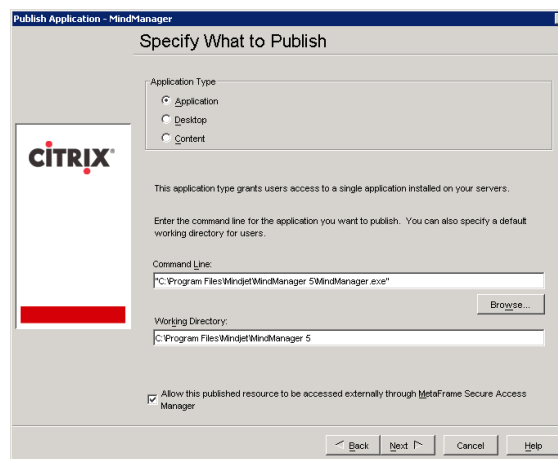 Publish Application - MindManager
Specify What to Publish
Application Type
Application
Desktop
Content
CITRIX®
This application type grants users access to a single application installed on your servers.
Enter the command line for the application you want to publish. You can also specify a default
working directory for users.
Command Line:
"C:\Program Files\Mindjet\MindManager 5\MindManager.exe"
Browse...
Working Directory:
C:\Program Files\Mindjet\MindManager 5
Allow this published resource to be accessed externally through MetaFrame Secure Access
Manager
< Back Next > Cancel Help